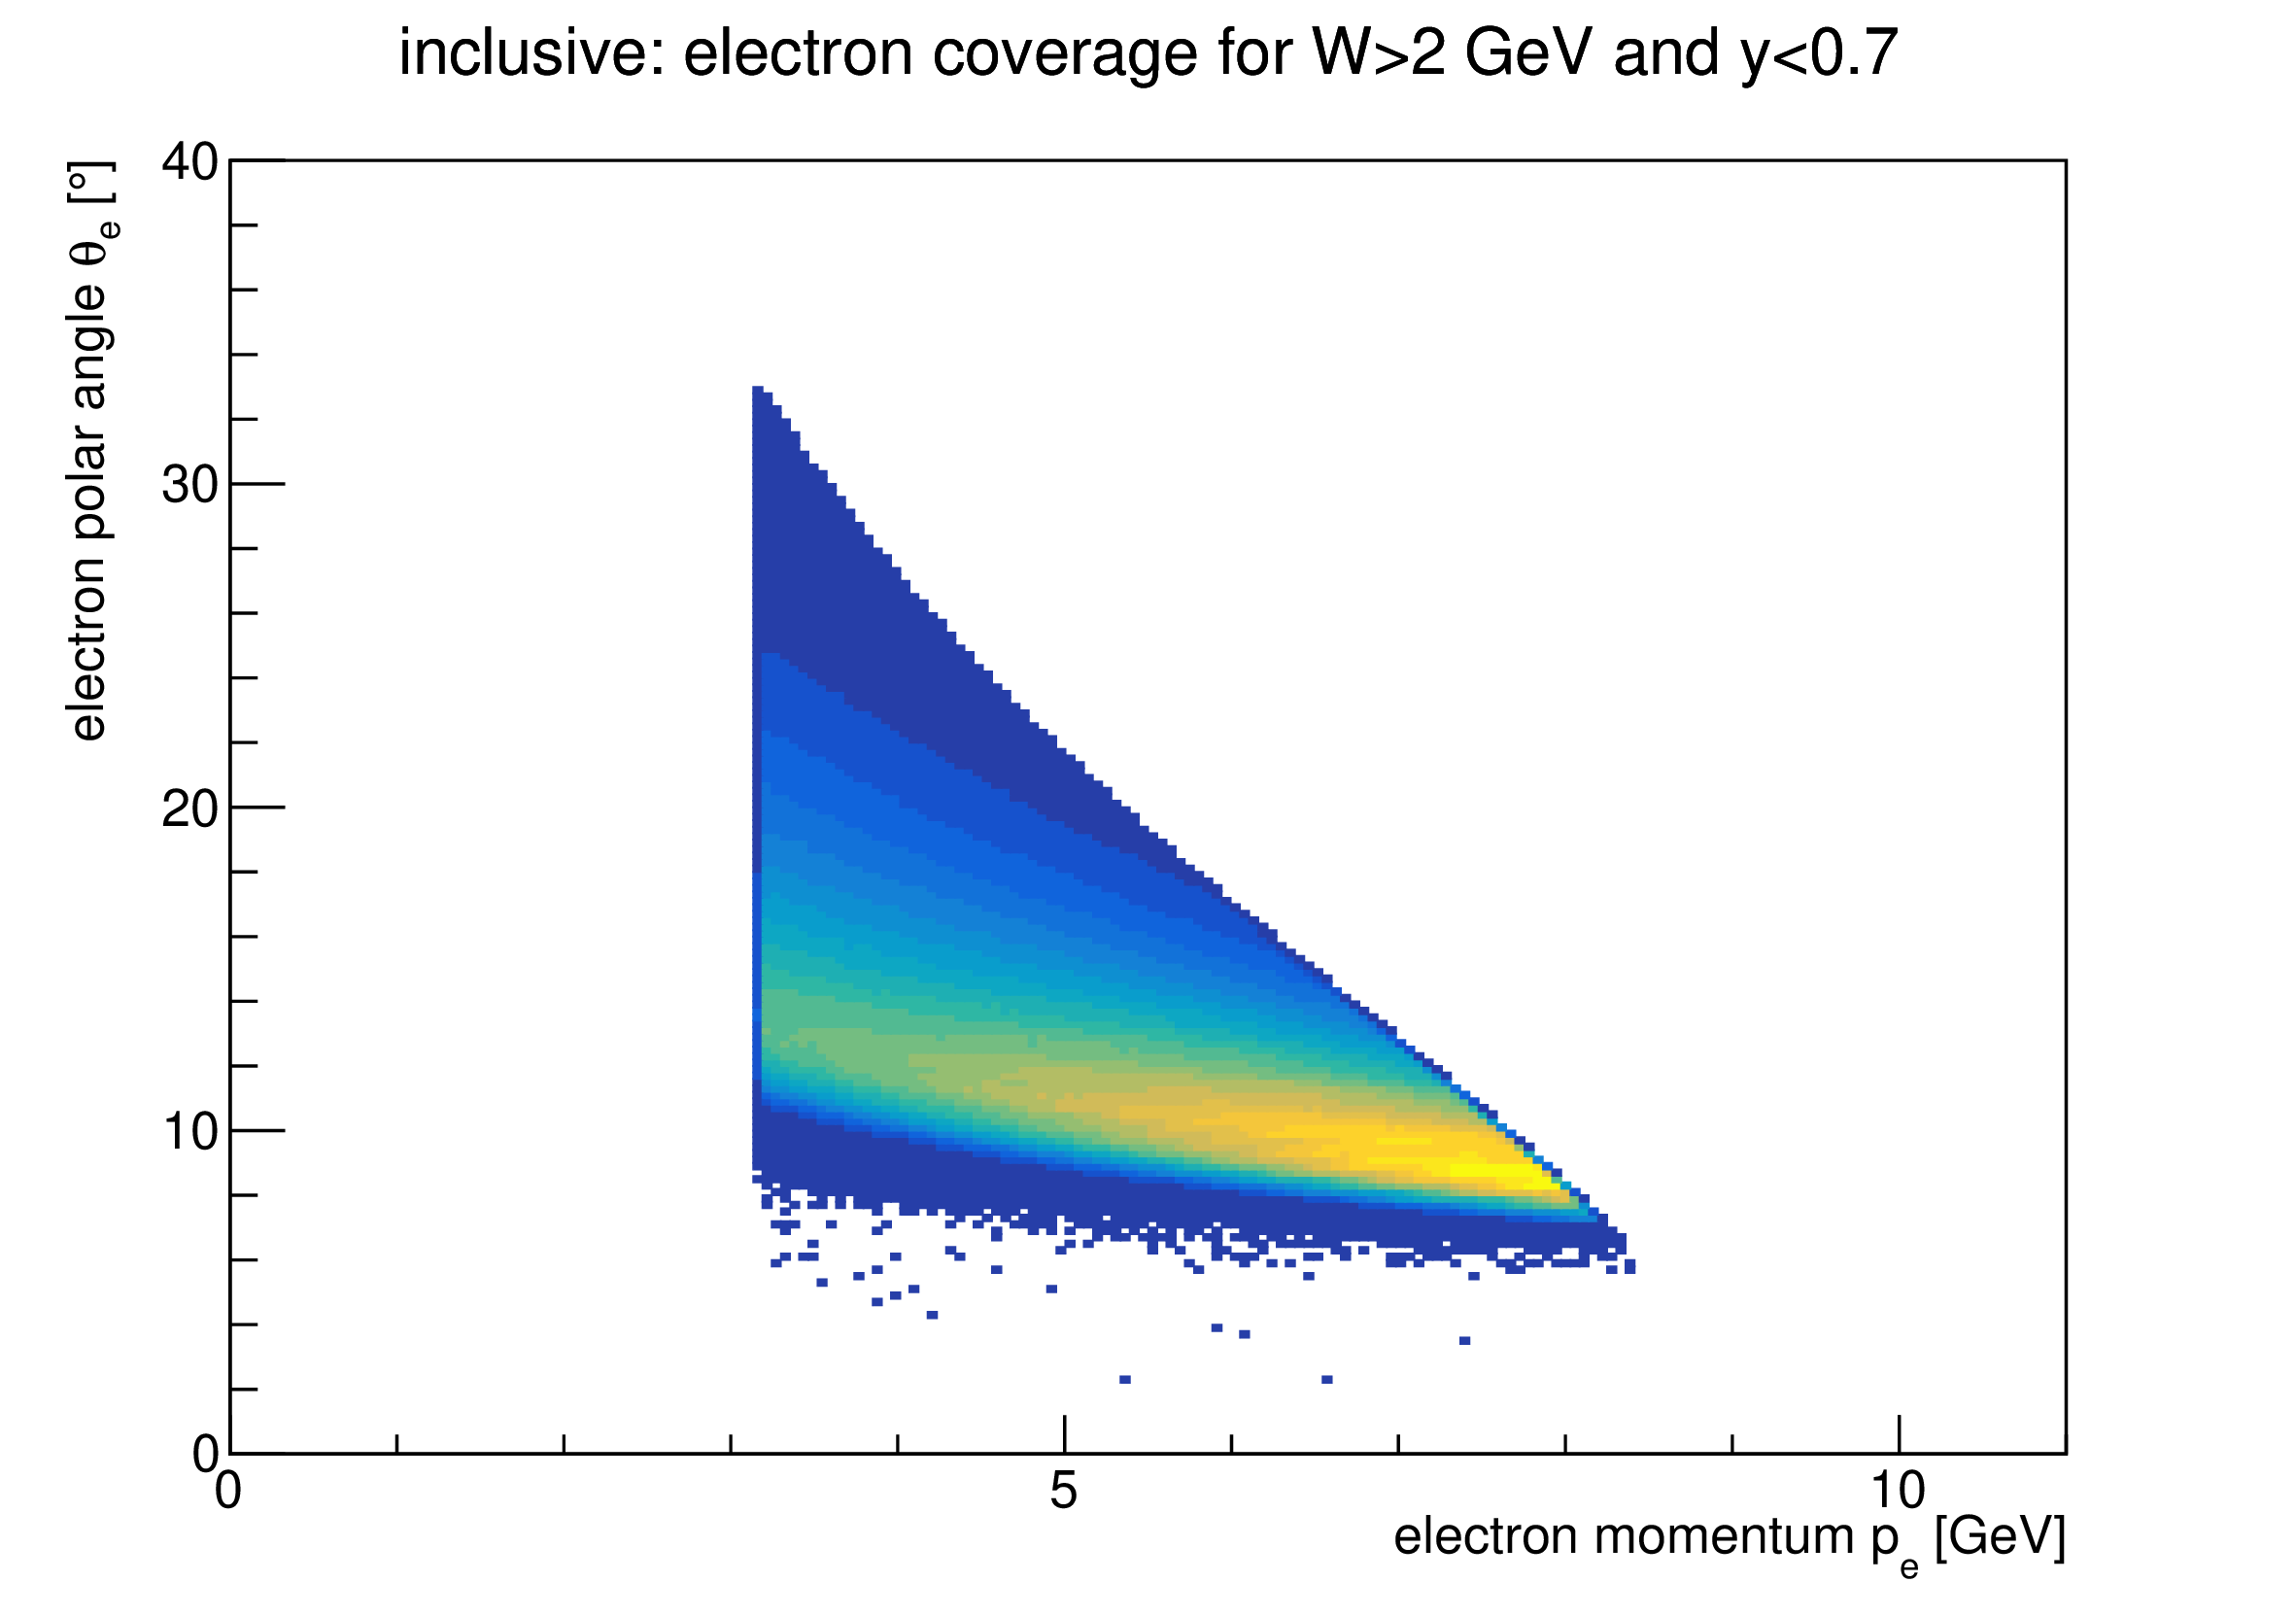 inclusive: electron coverage for W>2 GeV and y<0.7
electron polar angle θe [°]
40
30
20
10
0
0 5 10
electron momentum pe [GeV]